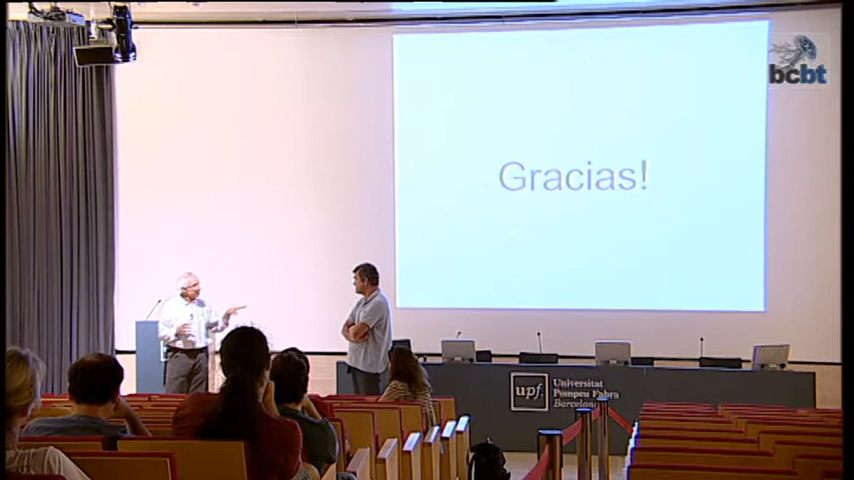 bcbt
Gracias!
upf.
Universitat
Pompeu Fabra
Barcelona